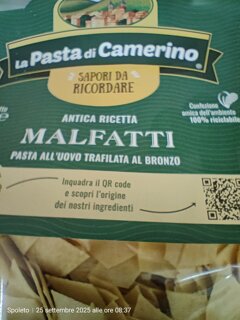 La Pasta di Camerino®
SAPORI DA
RICORDARE
Confezione
amica dell'ambiente
100% riciclabile
ANTICA RICETTA
MALFATTI
PASTA ALL'UOVO TRAFILATA AL BRONZO
Inquadra il QR code
e scopri l'origine
dei nostri ingredienti
Spoleto | 25 settembre 2025 alle ore 08:37